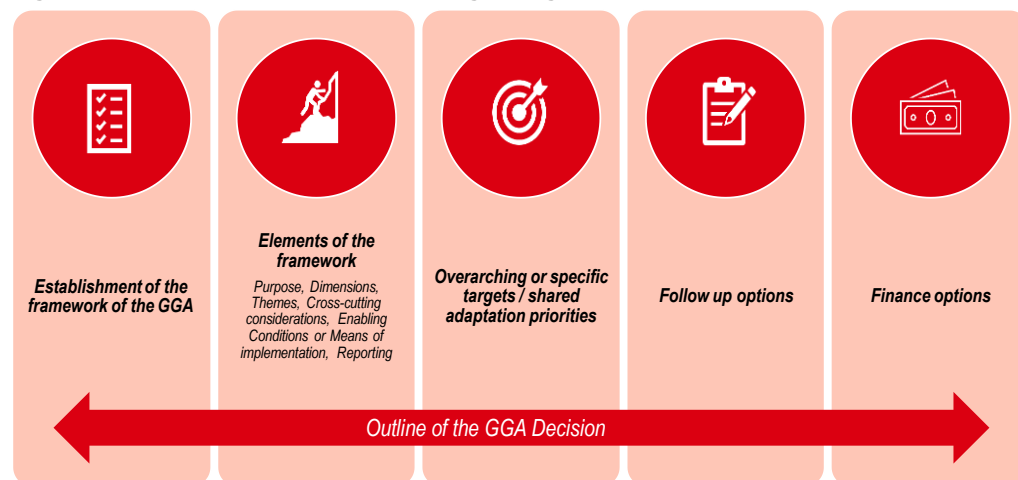 Establishment of the
framework of the GGA
Elements of the
framework
Purpose, Dimensions,
Themes, Cross-cutting
considerations, Enabling
Conditions or Means of
implementation, Reporting
Overarching or specific
targets / shared
adaptation priorities
Follow up options
Finance options
Outline of the GGA Decision